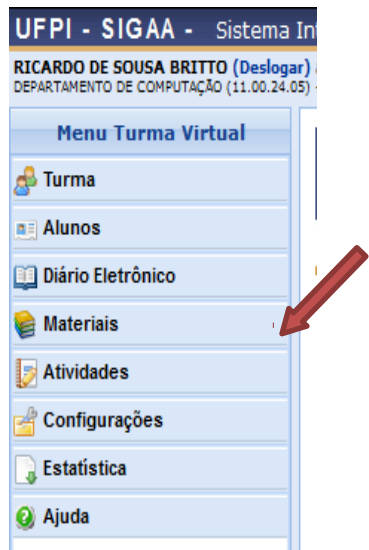 UFPI - SIGAA - Sistema In
RICARDO DE SOUSA BRITTO (Deslogar)
DEPARTAMENTO DE COMPUTAÇÃO (11.00.24.05) -
Menu Turma Virtual
Turma
Alunos
Diário Eletrônico
Materiais
Atividades
Configurações
Estatística
Ajuda